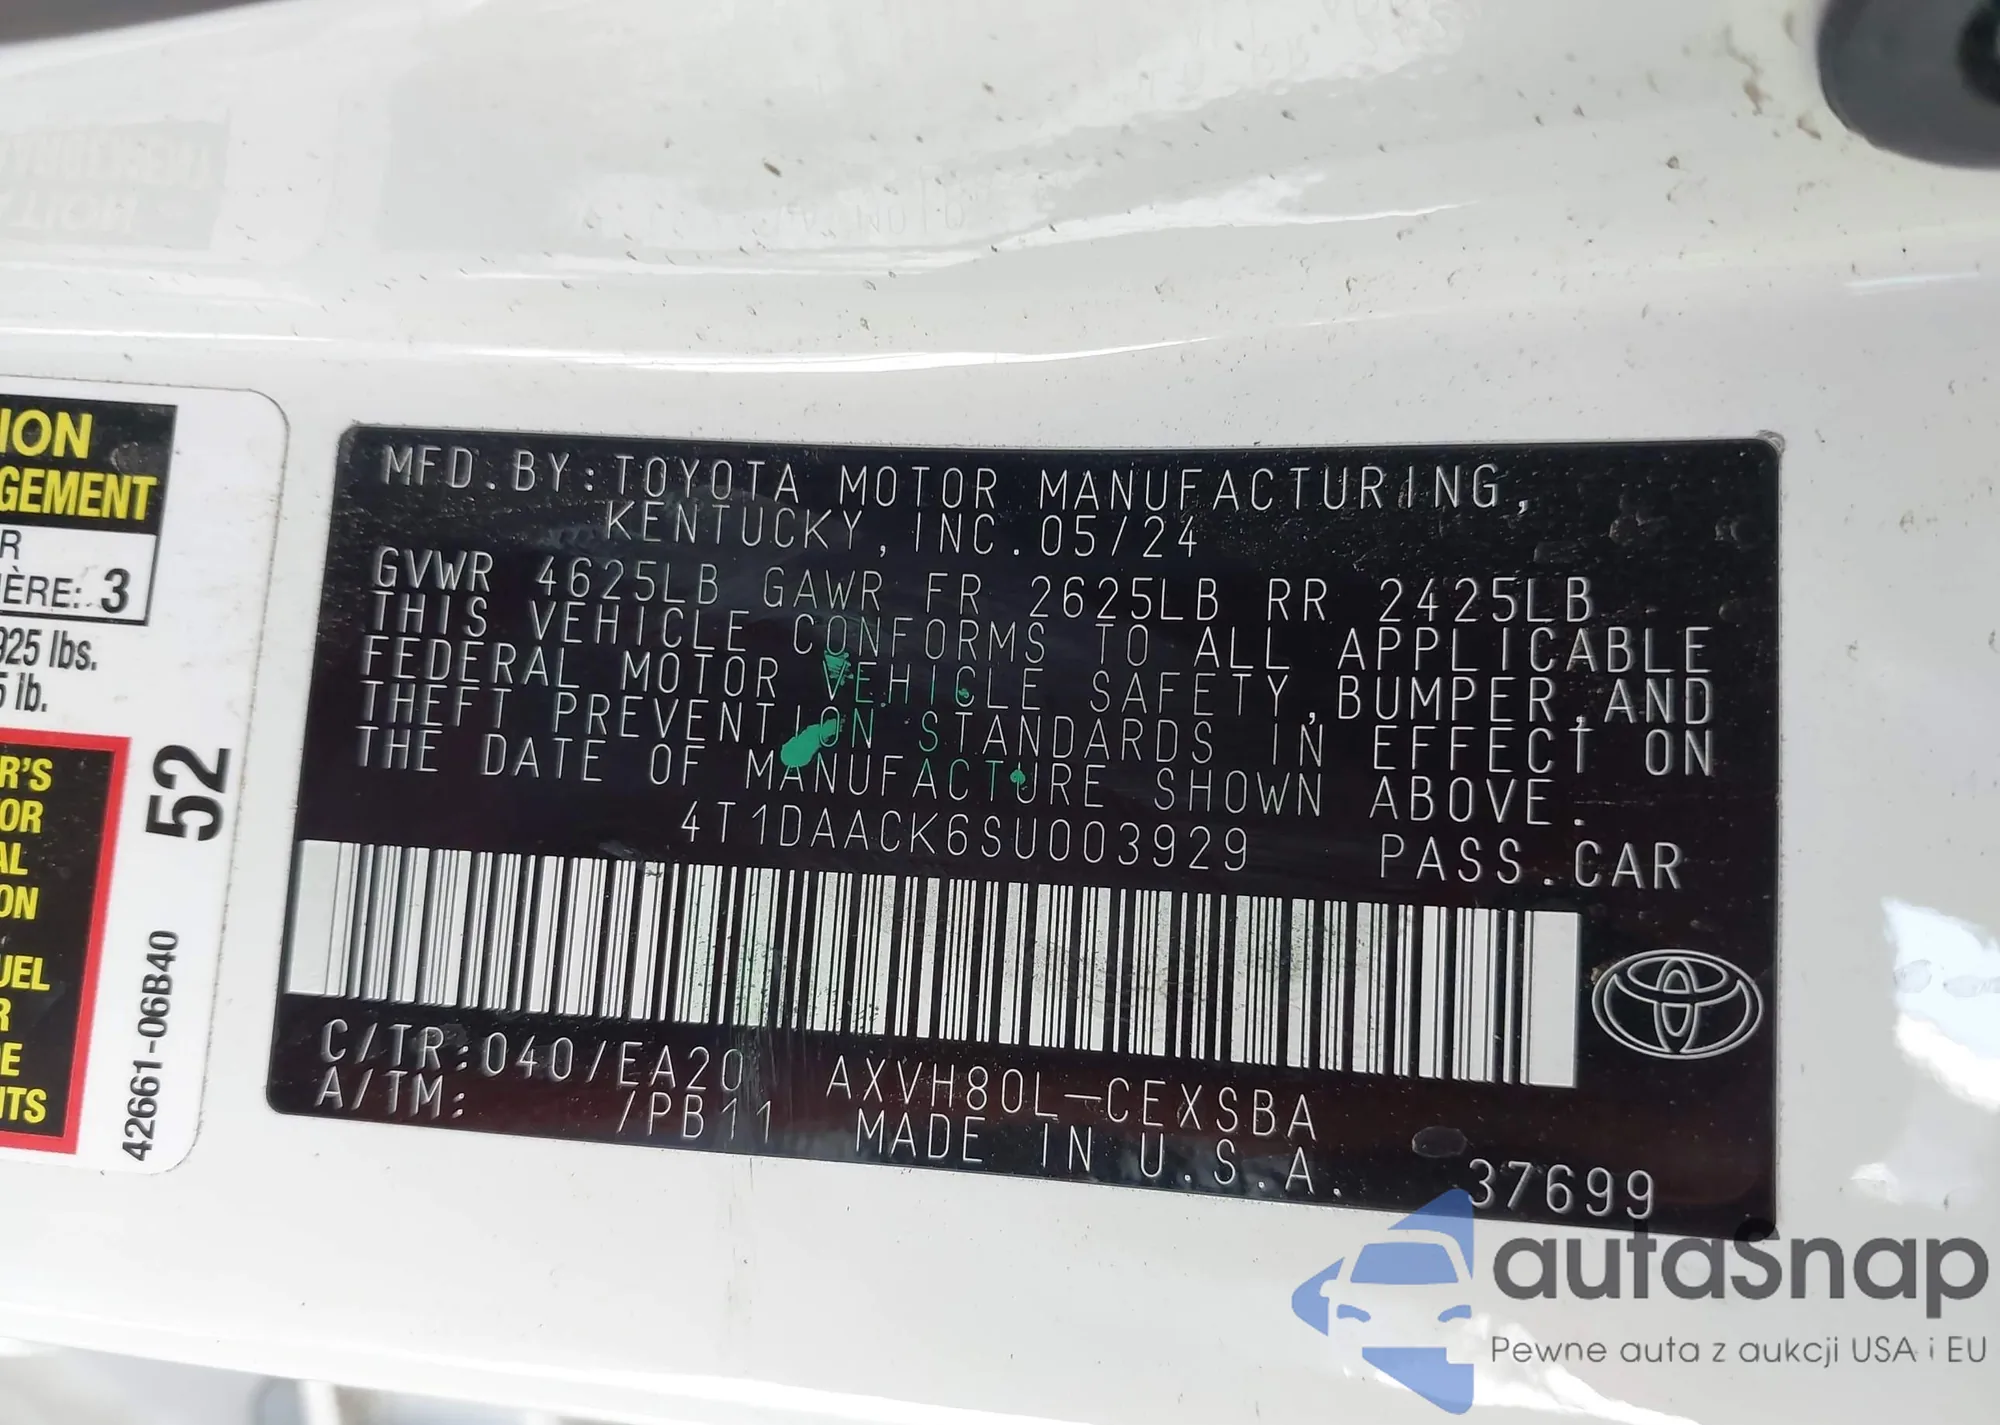 ION
GEMENT
R
IÈRE: 3
925 lbs.
5 lb.
R'S
OR
AL
ON
UEL
R
E
NTS
52
42661-06B40
MFD.BY:TOYOTA MOTOR MANUFACTURING,
KENTUCKY,INC.05/24
GVWR 4625LB GAWR FR 2625LB RR 2425LB
THIS VEHICLE CONFORMS TO ALL APPLICABLE
FEDERAL MOTOR VEHICLE SAFETY,BUMPER,AND
THEFT PREVENTION STANDARDS IN EFFECT ON
THE DATE OF MANUFACTURE SHOWN ABOVE.
4T1DAACK6SU003929 PASS.CAR
C/TR:040/EA20 AXVH80L-CEXSBA
A/TM: /PB11 MADE IN U.S.A. 37699
autaSnap
Pewne auta z aukcji USA i EU